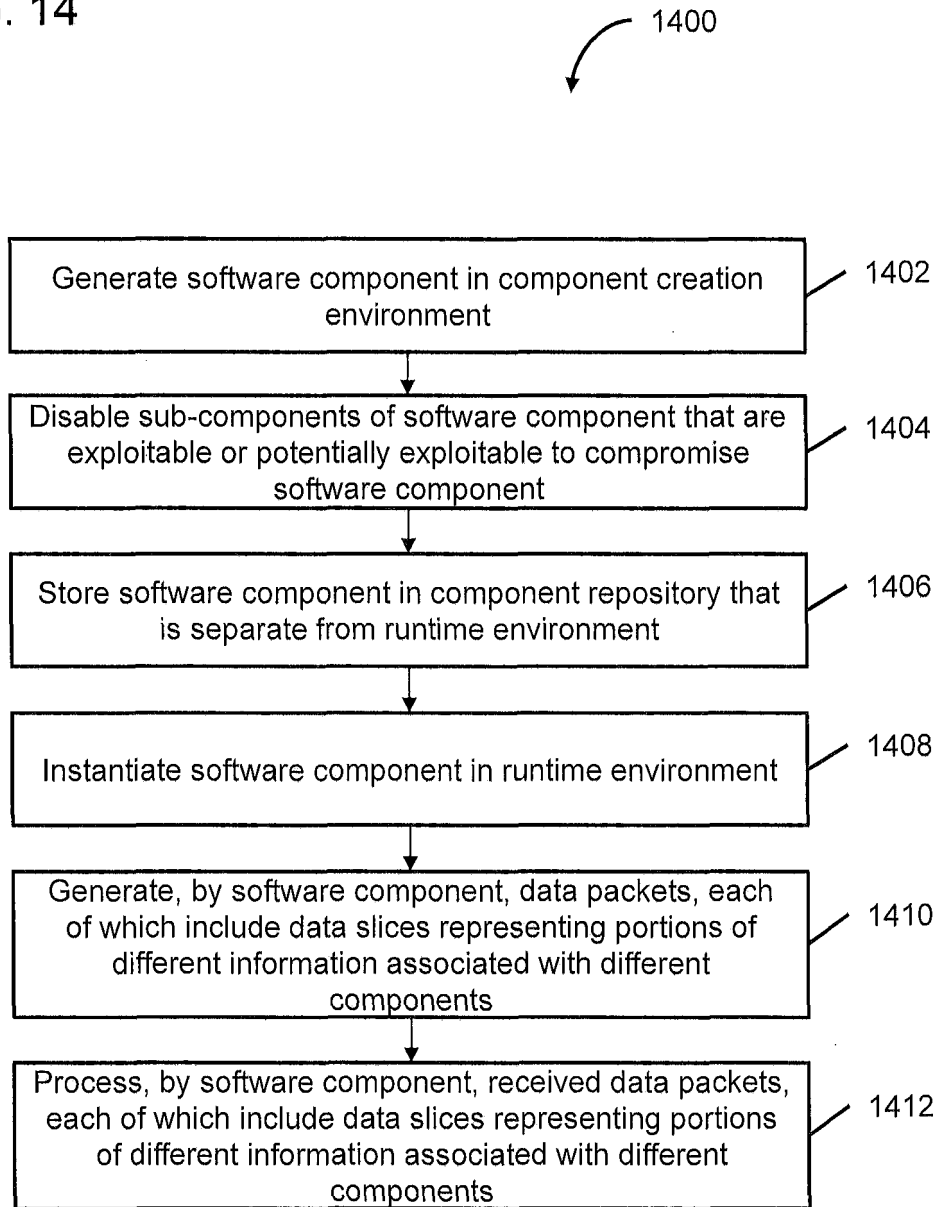 . 14
1400
Generate software component in component creation
environment
1402
Disable sub-components of software component that are
exploitable or potentially exploitable to compromise
software component
1404
Store software component in component repository that
is separate from runtime environment
1406
Instantiate software component in runtime environment
1408
Generate, by software component, data packets, each
of which include data slices representing portions of
different information associated with different
components
1410
Process, by software component, received data packets,
each of which include data slices representing portions
of different information associated with different
components
1412